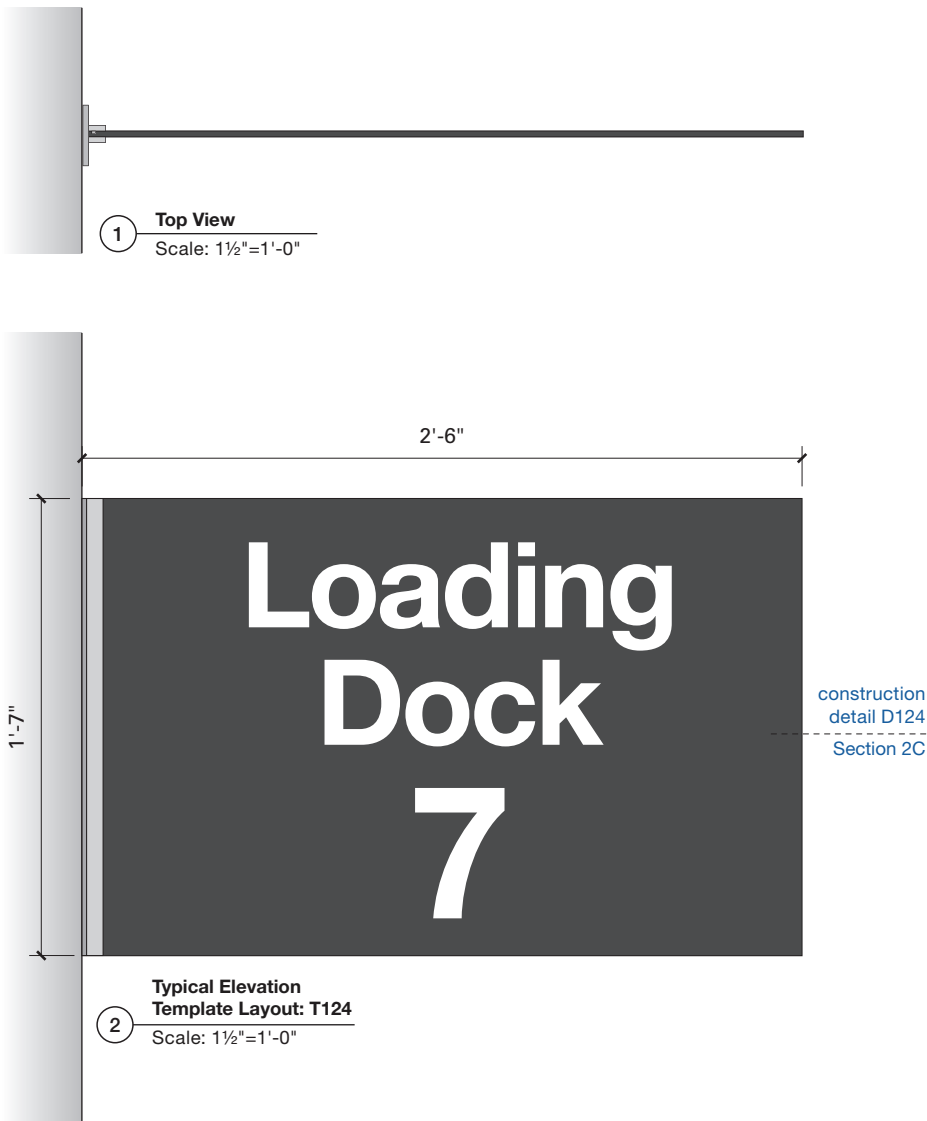 1
Top View
Scale: 1½"=1'-0"
2'-6"
1'-7"
Loading
Dock
7
construction
detail D124
Section 2C
2
Typical Elevation
Template Layout: T124
Scale: 1½"=1'-0"